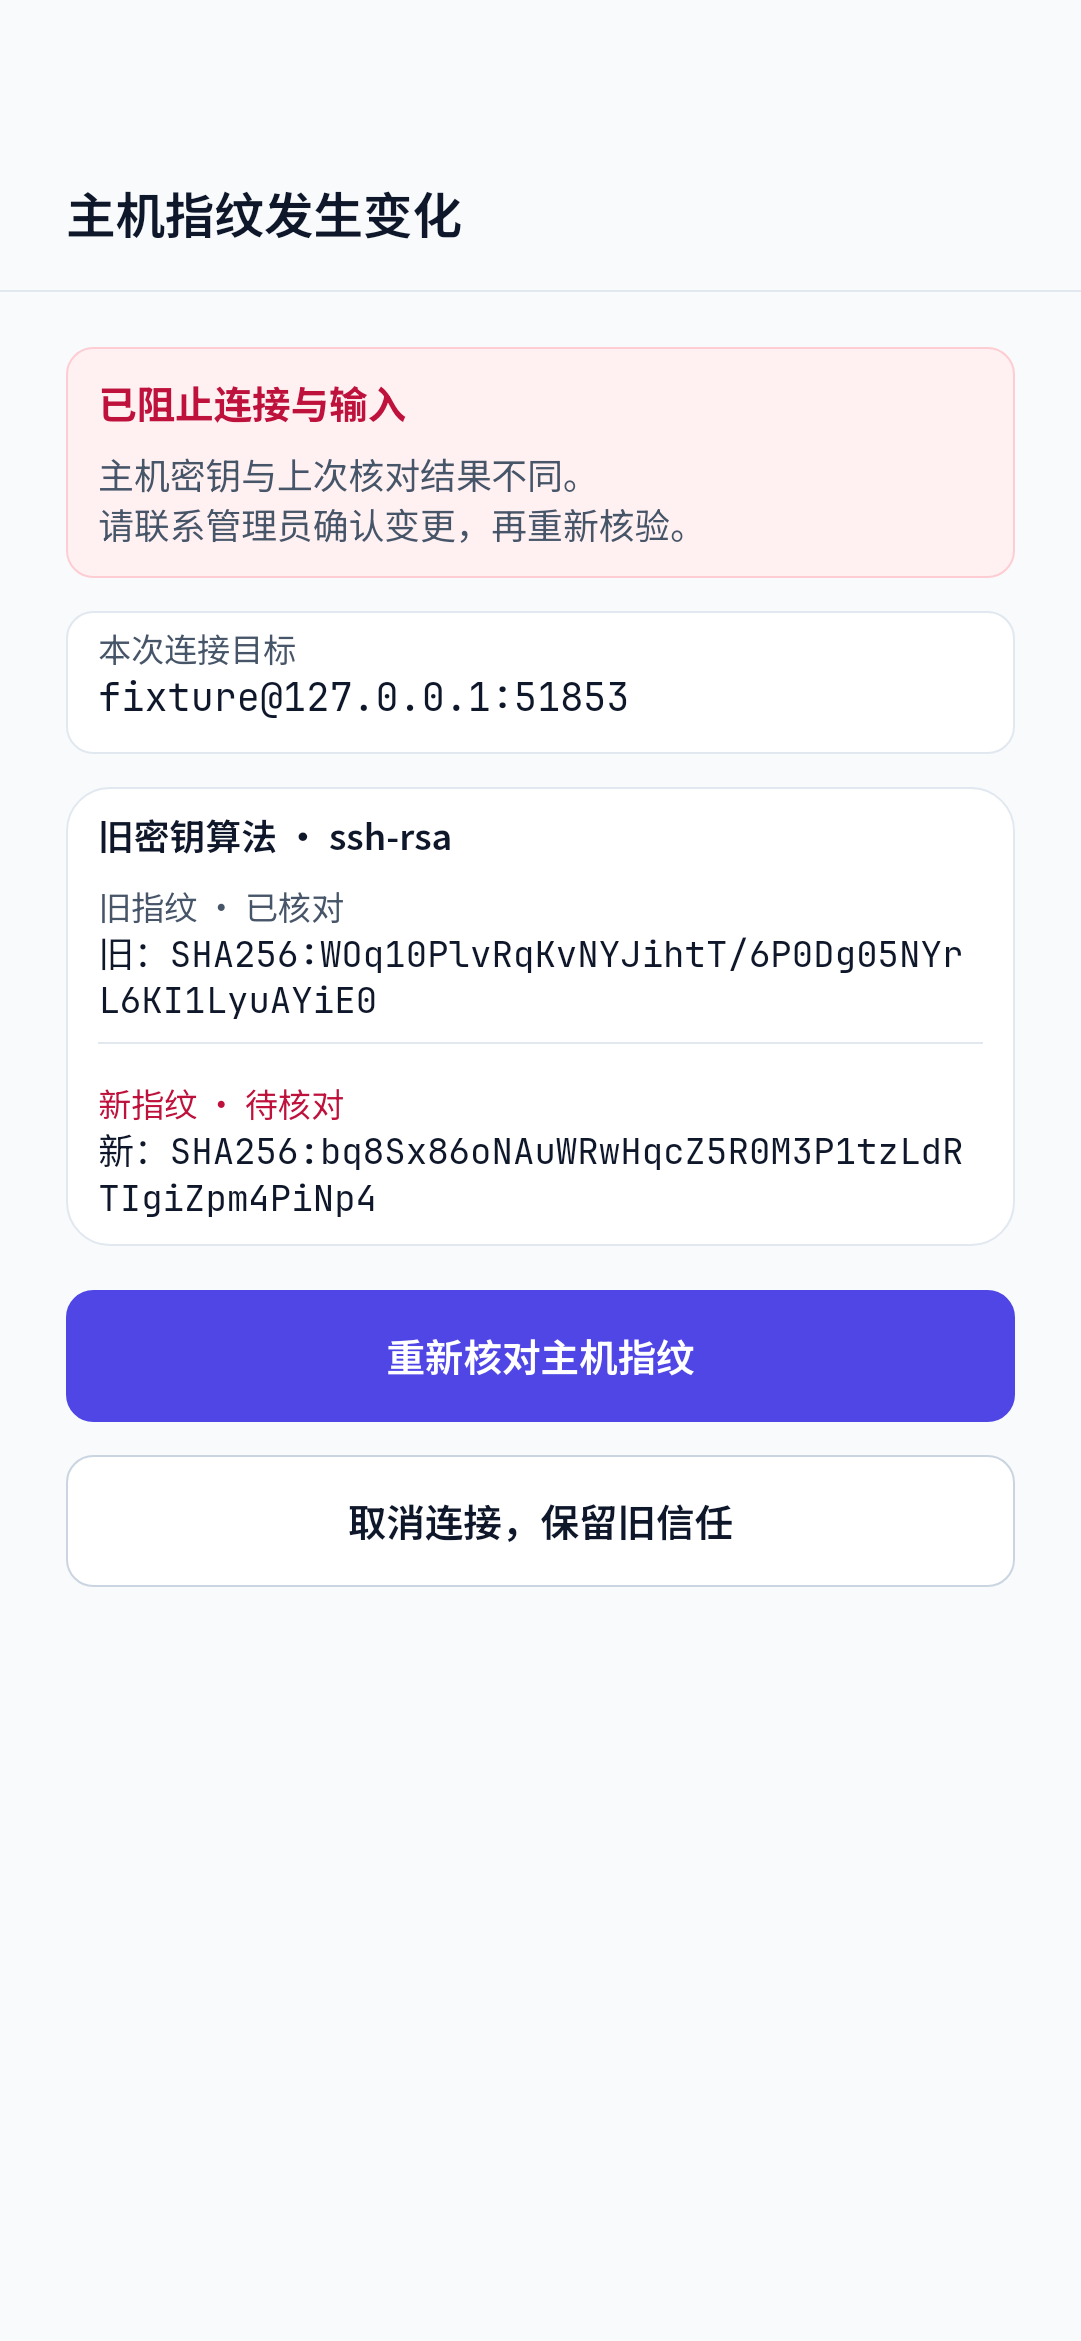 主机指纹发生变化
已阻止连接与输入
主机密钥与上次核对结果不同。
请联系管理员确认变更，再重新核验。
本次连接目标
fixture@127.0.0.1:51853
旧密钥算法 · ssh-rsa
旧指纹 · 已核对
旧：SHA256:WOq10PlvRqKvNYJihtT/6P0Dg05NYr
L6KI1LyuAYiE0
新指纹 · 待核对
新：SHA256:bq8Sx86oNAuWRwHqcZ5R0M3P1tzLdR
TIgiZpm4PiNp4
重新核对主机指纹
取消连接，保留旧信任